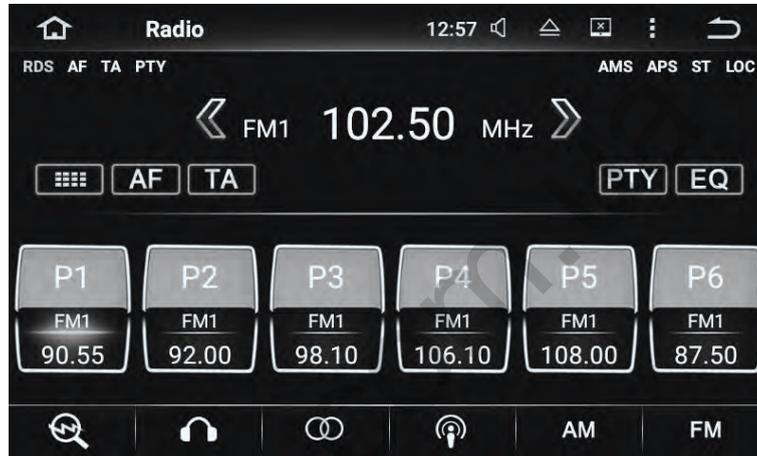 Radio 12:57
RDS AF TA PTY AMS APS ST LOC
FM1 102.50 MHz
AF TA PTY EQ
P1 P2 P3 P4 P5 P6
FM1 FM1 FM1 FM1 FM1 FM1
90.55 92.00 98.10 106.10 108.00 87.50
AM FM